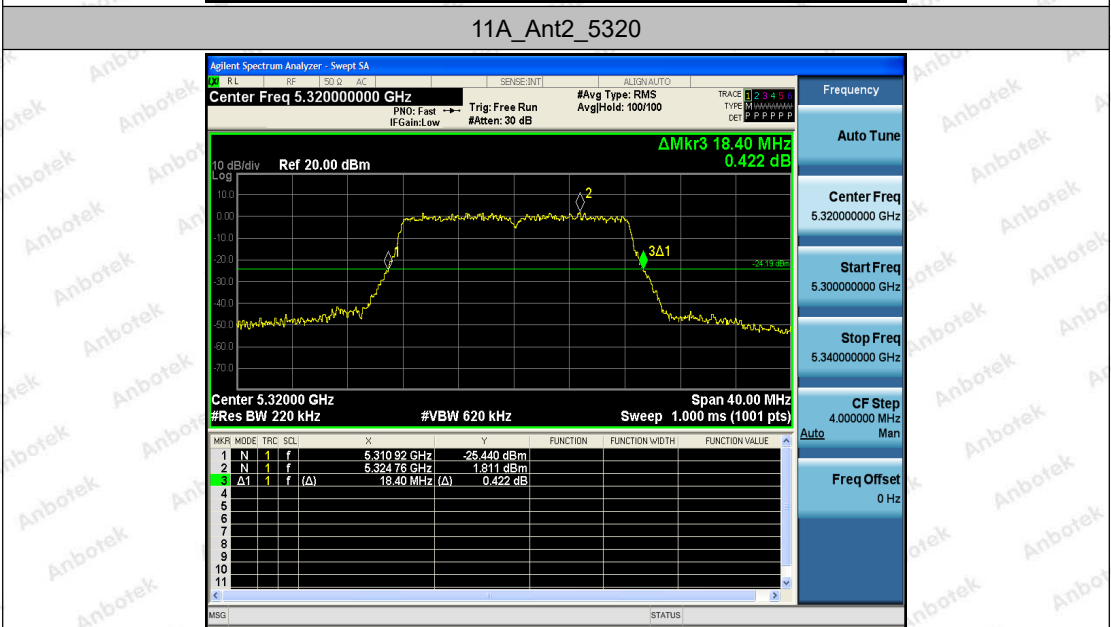 11A_Ant2_5320
Agilent Spectrum Analyzer - Swept SA
RL RF 50 Ω AC SENSE:INT ALIGNAUTO
Center Freq 5.320000000 GHz
PNO: Fast
IFGain:Low
Trig: Free Run
#Atten: 30 dB
#Avg Type: RMS
Avg|Hold: 100/100
TRACE 1 2 3 4 5 6
TYPE M
DET P P P P P P
ΔMkr3 18.40 MHz
0.422 dB
10 dB/div Ref 20.00 dBm
Log
10.0
0.00
-10.0
-20.0
-30.0
-40.0
-50.0
-60.0
-70.0
2
3Δ1
-24.19 dBm
Center 5.32000 GHz Span 40.00 MHz
#Res BW 220 kHz #VBW 620 kHz Sweep 1.000 ms (1001 pts)
MKR MODE TRC SCL X Y FUNCTION FUNCTION WIDTH FUNCTION VALUE
1 N 1 f 5.310 92 GHz -25.440 dBm
2 N 1 f 5.324 76 GHz 1.811 dBm
3 Δ1 1 f (Δ) 18.40 MHz (Δ) 0.422 dB
4
5
6
7
8
9
10
11
MSG STATUS
Frequency
Auto Tune
Center Freq
5.320000000 GHz
Start Freq
5.300000000 GHz
Stop Freq
5.340000000 GHz
CF Step
4.000000 MHz
Auto Man
Freq Offset
0 Hz
Anbotek